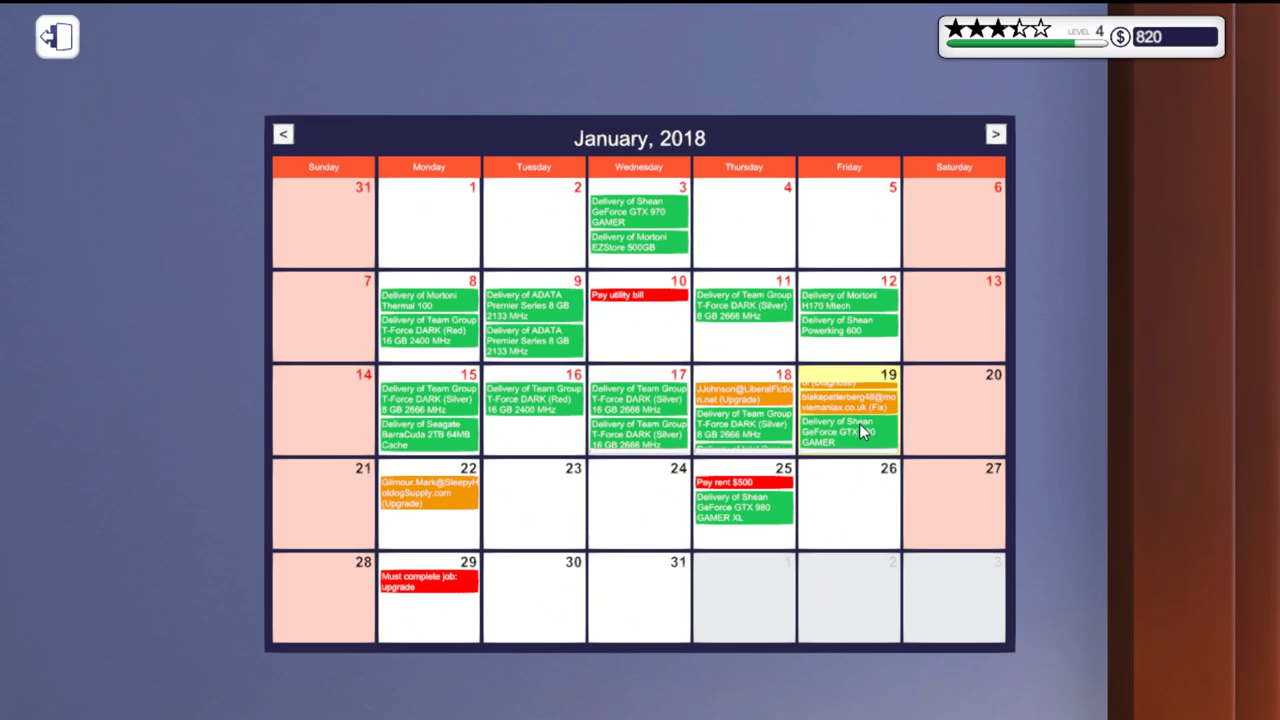 LEVEL 4
$ 820
< January, 2018 >
Sunday Monday Tuesday Wednesday Thursday Friday Saturday
31 1 2 3 4 5 6
Delivery of Shean
GeForce GTX 970
GAMER
Delivery of Mortoni
EZStore 500GB
7 8 9 10 11 12 13
Delivery of Mortoni
Thermal 100
Delivery of Team Group
T-Force DARK (Red)
16 GB 2400 MHz
Delivery of ADATA
Premier Series 8 GB
2133 MHz
Delivery of ADATA
Premier Series 8 GB
2133 MHz
Pay utility bill
Delivery of Team Group
T-Force DARK (Silver)
8 GB 2666 MHz
Delivery of Mortoni
H170 Mtech
Delivery of Shean
Powerking 600
14 15 16 17 18 19 20
Delivery of Team Group
T-Force DARK (Silver)
8 GB 2666 MHz
Delivery of Seagate
BarraCuda 2TB 64MB
Cache
Delivery of Team Group
T-Force DARK (Red)
16 GB 2400 MHz
Delivery of Team Group
T-Force DARK (Silver)
16 GB 2666 MHz
Delivery of Team Group
T-Force DARK (Silver)
16 GB 2666 MHz
JJohnson@LiberalFictio
n.net (Upgrade)
Delivery of Team Group
T-Force DARK (Silver)
8 GB 2666 MHz
(Diagnose)
blakepatterberg48@mo
viemaniax.co.uk (Fix)
Delivery of Shean
GeForce
GAMER
21 22 23 24 25 26 27
Gilmour.Mark@SleepyH
otdogSupply.com
(Upgrade)
Pay rent $500
Delivery of Shean
GeForce GTX 980
GAMER XL
28 29 30 31 1 2 3
Must complete job:
upgrade